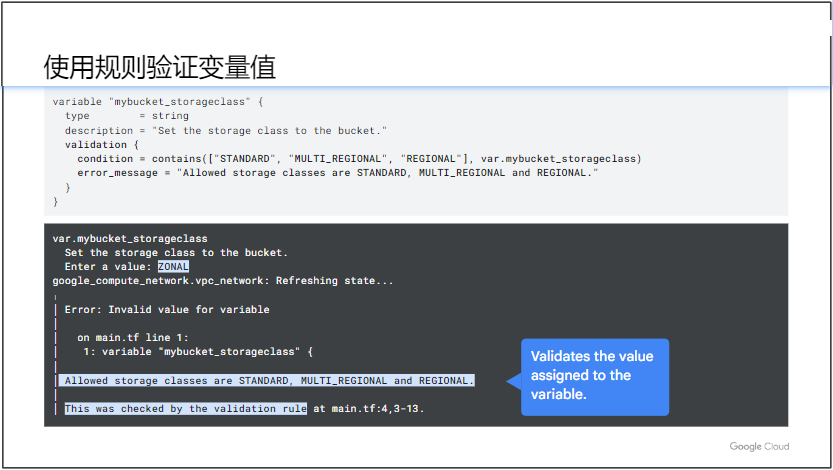 使用规则验证变量值
variable "mybucket_storageclass" {
type = string
description = "Set the storage class to the bucket."
validation {
condition = contains(["STANDARD", "MULTI_REGIONAL", "REGIONAL"], var.mybucket_storageclass)
error_message = "Allowed storage classes are STANDARD, MULTI_REGIONAL and REGIONAL."
}
}
var.mybucket_storageclass
Set the storage class to the bucket.
Enter a value: ZONAL
google_compute_network.vpc_network: Refreshing state...
Error: Invalid value for variable
on main.tf line 1:
1: variable "mybucket_storageclass" {
Allowed storage classes are STANDARD, MULTI_REGIONAL and REGIONAL.
This was checked by the validation rule at main.tf:4,3-13.
Validates the value
assigned to the
variable.
Google Cloud